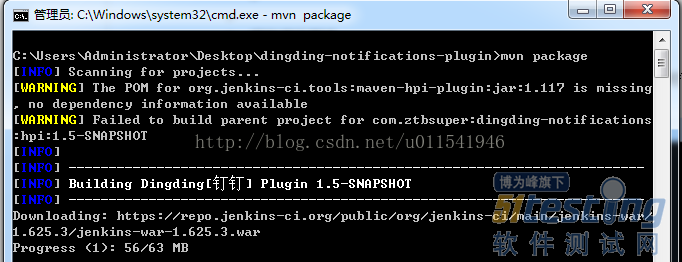 管理员: C:\Windows\system32\cmd.exe - mvn  package
C:\Users\Administrator\Desktop\dingding-notifications-plugin>mvn package
[INFO] Scanning for projects...
[WARNING] The POM for org.jenkins-ci.tools:maven-hpi-plugin:jar:1.117 is missing
, no dependency information available
[WARNING] Failed to build parent project for com.ztbsuper:dingding-notifications
:hpi:1.5-SNAPSHOT
http://blog.csdn.net/u011541946
[INFO]
[INFO] ------------------------------------------------------------------------
[INFO] Building Dingding[钉钉] Plugin 1.5-SNAPSHOT
[INFO] ------------------------------------------------------------------------
Downloading: https://repo.jenkins-ci.org/public/org/jenkins-ci/main/jenkins-war/
1.625.3/jenkins-war-1.625.3.war
Progress (1): 56/63 MB
博为峰旗下
51testing
软件测试网